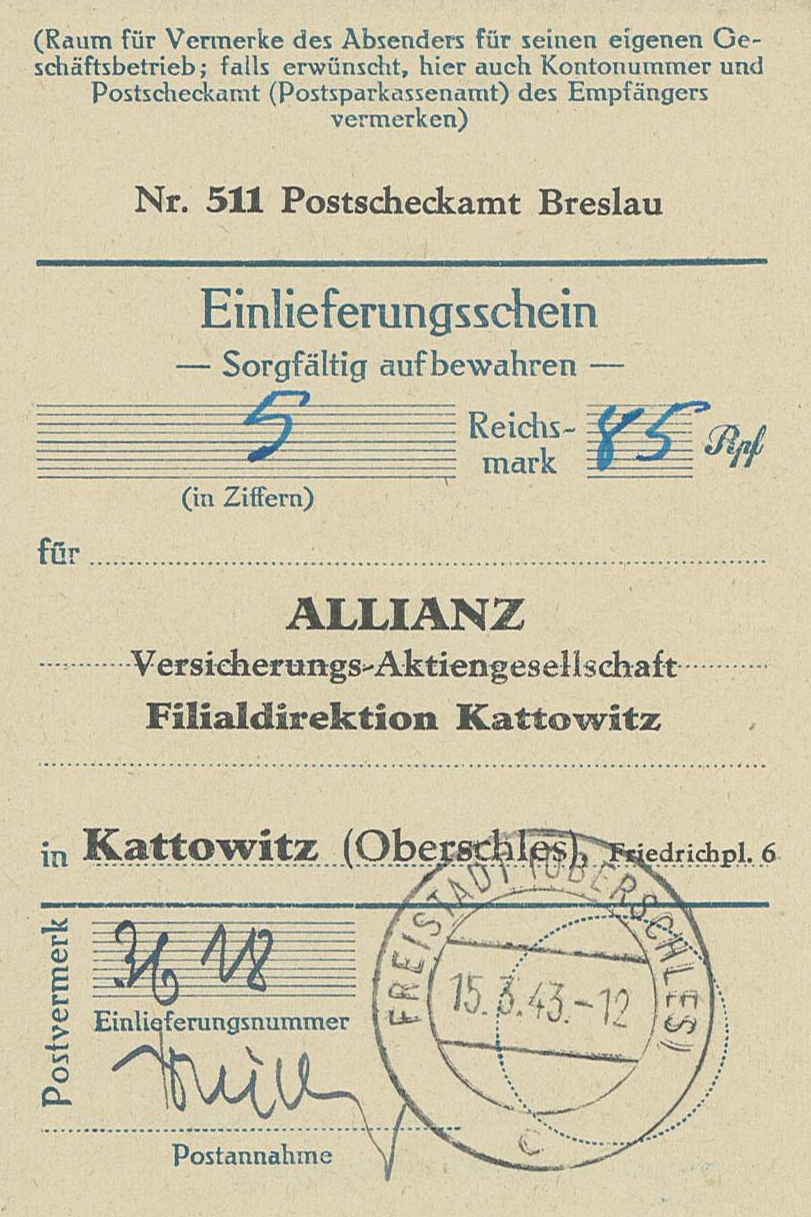 (Raum für Vermerke des Absenders für seinen eigenen Ge-
schäftsbetrieb; falls erwünscht, hier auch Kontonummer und
Postscheckamt (Postsparkassenamt) des Empfängers
vermerken)
Nr. 511 Postscheckamt Breslau
Einlieferungsschein
— Sorgfältig aufbewahren —
5 Reichs-
mark 85 Rpf
(in Ziffern)
für
ALLIANZ
Versicherungs-Aktiengesellschaft
Filialdirektion Kattowitz
in Kattowitz (Oberschles), Friedrichpl. 6
Postvermerk
Einlieferungsnummer
Postannahme
FREISTADT (OBERSCHLES)
15.3.43.-12
c